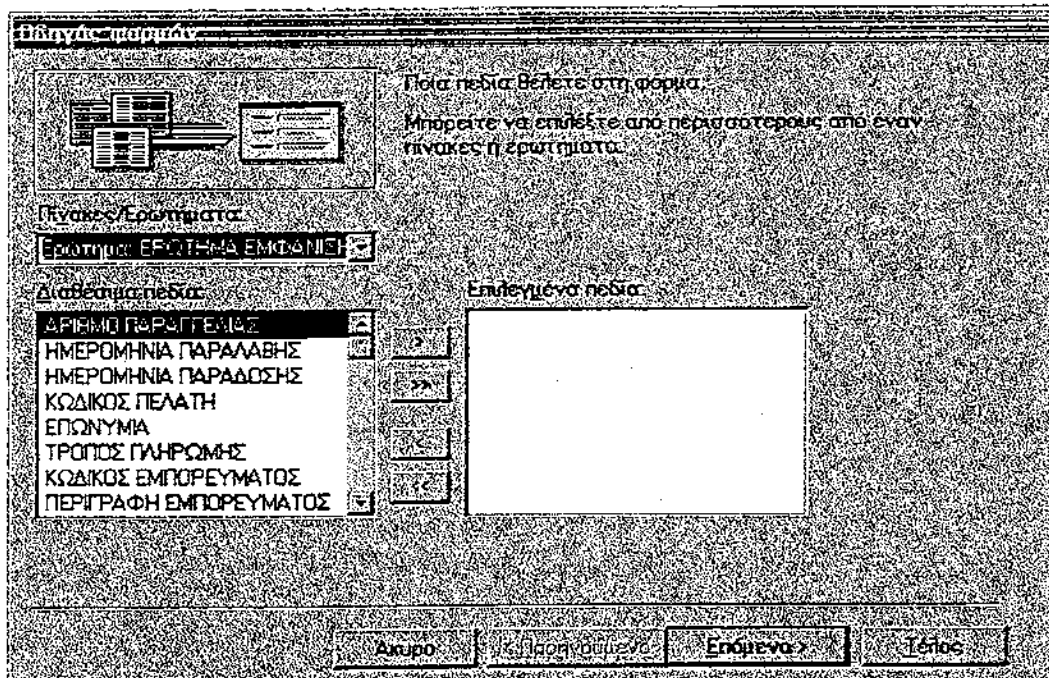 Οδηγός φορμών
Ποια πεδία θέλετε στη φόρμα;
Μπορείτε να επιλέξτε από περισσότερους από έναν
πίνακες ή ερωτήματα.
Πίνακες/Ερωτήματα:
Ερώτημα: ΕΡΩΤΗΜΑ ΕΜΦΑΝΙΣΗ
Διαθέσιμα πεδία:
Επιλεγμένα πεδία:
ΑΡΙΘΜΟ ΠΑΡΑΓΓΕΛΙΑΣ
ΗΜΕΡΟΜΗΝΙΑ ΠΑΡΑΛΑΒΗΣ
ΗΜΕΡΟΜΗΝΙΑ ΠΑΡΑΔΟΣΗΣ
ΚΩΔΙΚΟΣ ΠΕΛΑΤΗ
ΕΠΩΝΥΜΙΑ
ΤΡΟΠΟΣ ΠΛΗΡΩΜΗΣ
ΚΩΔΙΚΟΣ ΕΜΠΟΡΕΥΜΑΤΟΣ
ΠΕΡΙΓΡΑΦΗ ΕΜΠΟΡΕΥΜΑΤΟΣ
>
>>
<
<<
Άκυρο
< Προηγούμενο
Επόμενο >
Τέλος